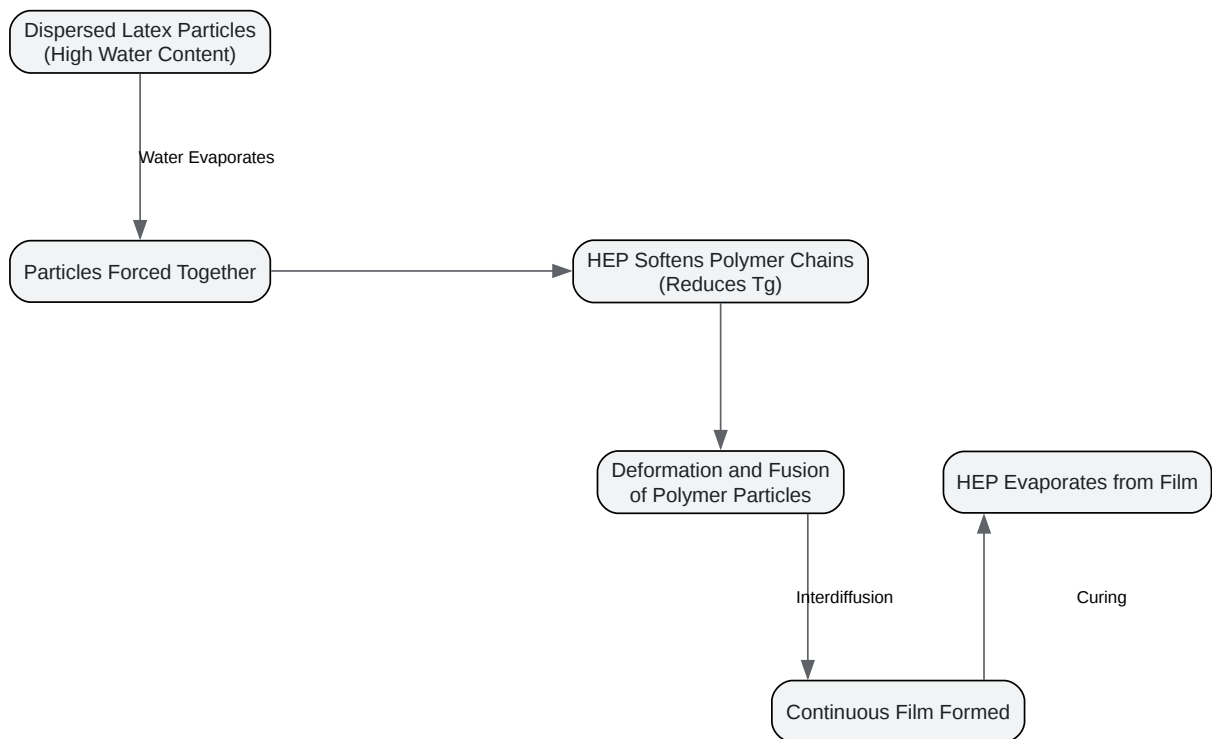 Dispersed Latex Particles
(High Water Content)
Water Evaporates
Particles Forced Together
HEP Softens Polymer Chains
(Reduces Tg)
Deformation and Fusion
of Polymer Particles
HEP Evaporates from Film
Interdiffusion
Curing
Continuous Film Formed